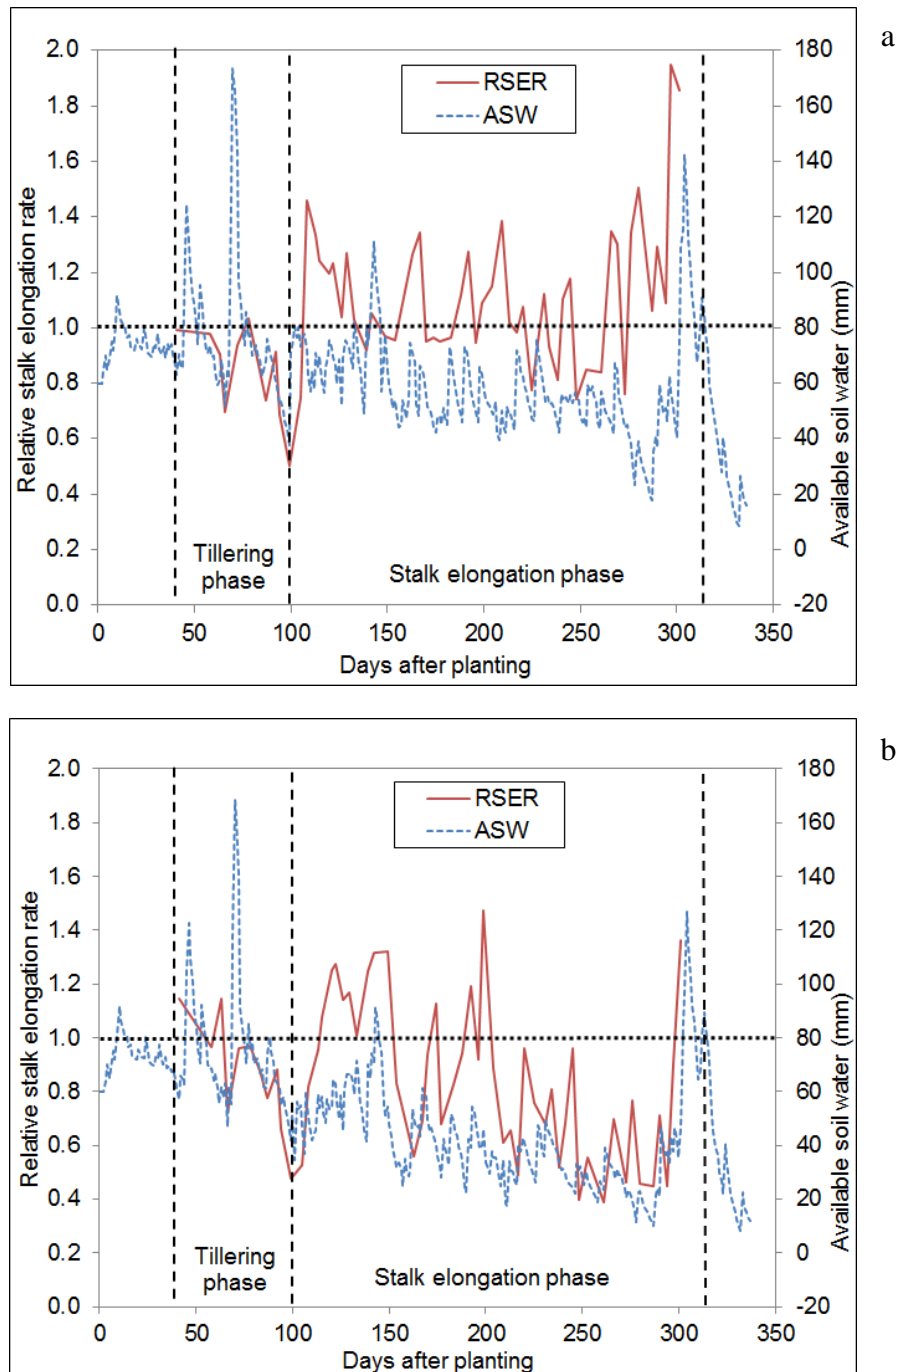 a
2.0
1.8
1.6
1.4
1.2
1.0
0.8
0.6
0.4
0.2
0.0
Relative stalk elongation rate
180
160
140
120
100
80
60
40
20
0
-20
Available soil water (mm)
RSER
ASW
Tillering
phase
Stalk elongation phase
0 50 100 150 200 250 300 350
Days after planting
b
2.0
1.8
1.6
1.4
1.2
1.0
0.8
0.6
0.4
0.2
0.0
Relative stalk elongation rate
180
160
140
120
100
80
60
40
20
0
-20
Available soil water (mm)
RSER
ASW
Tillering
phase
Stalk elongation phase
0 50 100 150 200 250 300 350
Days after planting